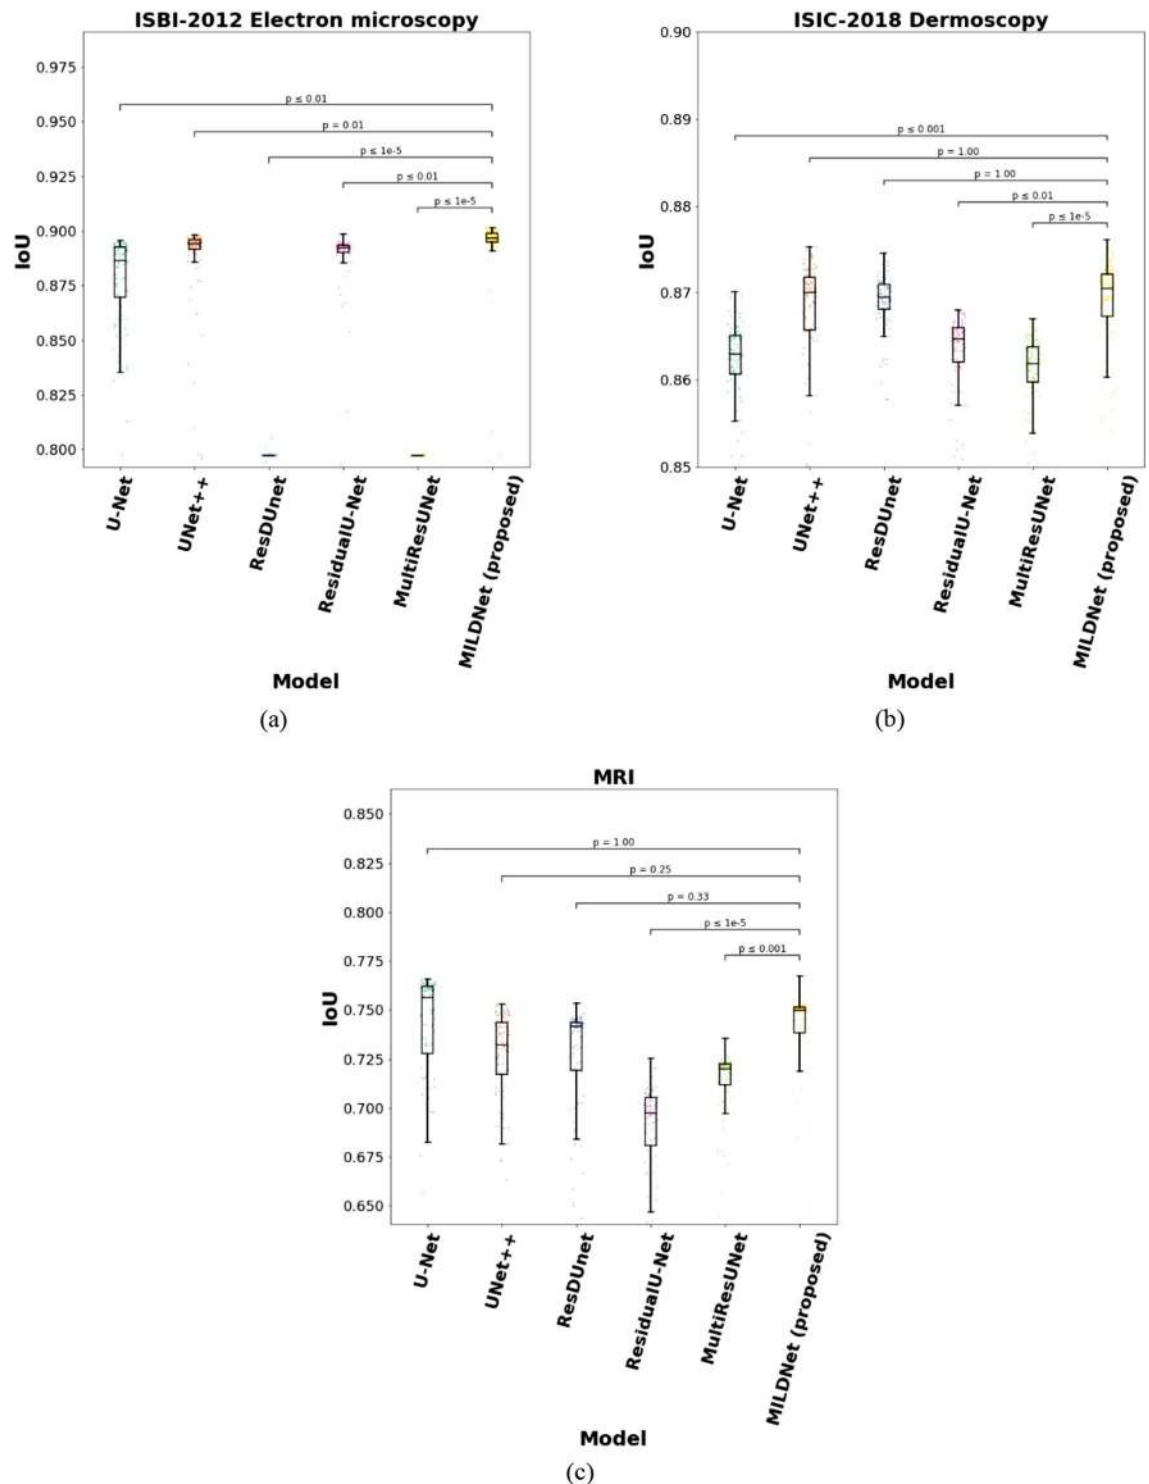 ISBI-2012 Electron microscopy
0.975
0.950
0.925
0.900
0.875
0.850
0.825
0.800
IoU
p ≤ 0.01
p = 0.01
p ≤ 1e-5
p ≤ 0.01
p ≤ 1e-5
U-Net
UNet++
ResDUnet
ResidualU-Net
MultiResUNet
MILDNet (proposed)
Model
(a)
ISIC-2018 Dermoscopy
0.90
0.89
0.88
0.87
0.86
0.85
IoU
p ≤ 0.001
p = 1.00
p = 1.00
p ≤ 0.01
p ≤ 1e-5
U-Net
UNet++
ResDUnet
ResidualU-Net
MultiResUNet
MILDNet (proposed)
Model
(b)
MRI
0.850
0.825
0.800
0.775
0.750
0.725
0.700
0.675
0.650
IoU
p = 1.00
p = 0.25
p = 0.33
p ≤ 1e-5
p ≤ 0.001
U-Net
UNet++
ResDUnet
ResidualU-Net
MultiResUNet
MILDNet (proposed)
Model
(c)